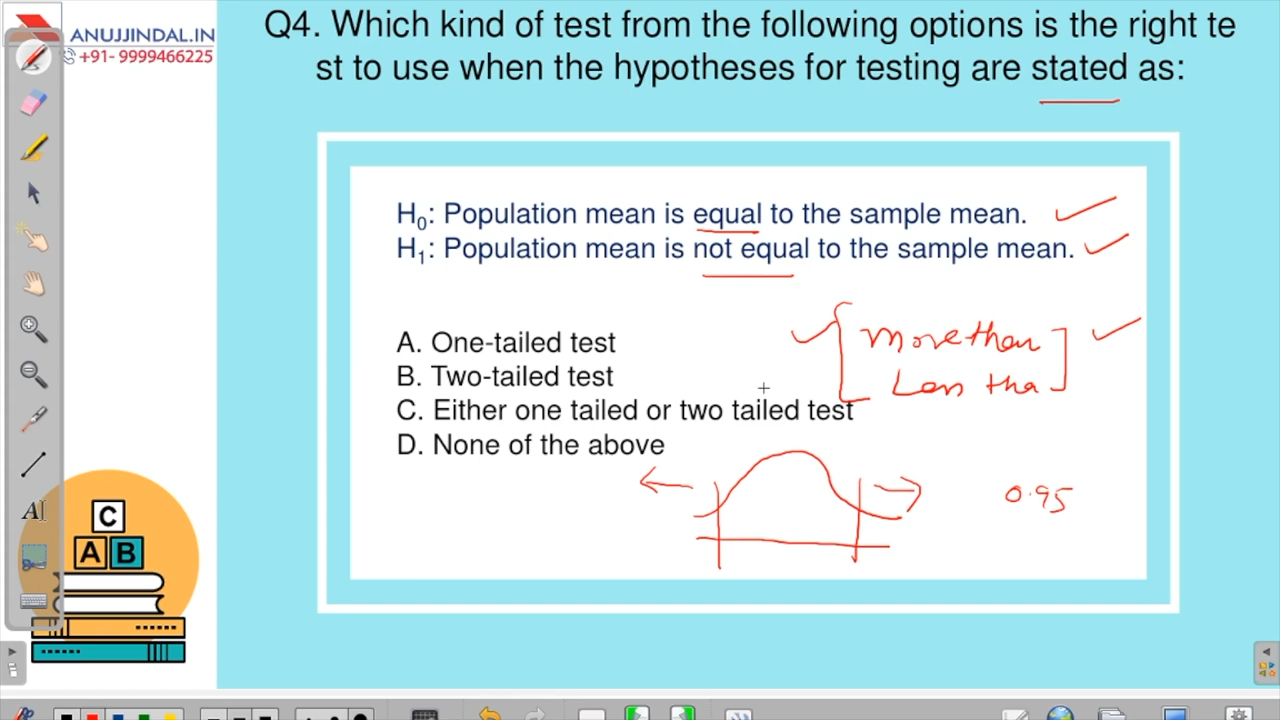 ANUJJINDAL.IN
+91- 9999466225
Q4. Which kind of test from the following options is the right te
st to use when the hypotheses for testing are stated as:
H₀: Population mean is equal to the sample mean.
H₁: Population mean is not equal to the sample mean.
A. One-tailed test
B. Two-tailed test
C. Either one tailed or two tailed test
D. None of the above
More than
Less tha
0.95
C
A B
AI